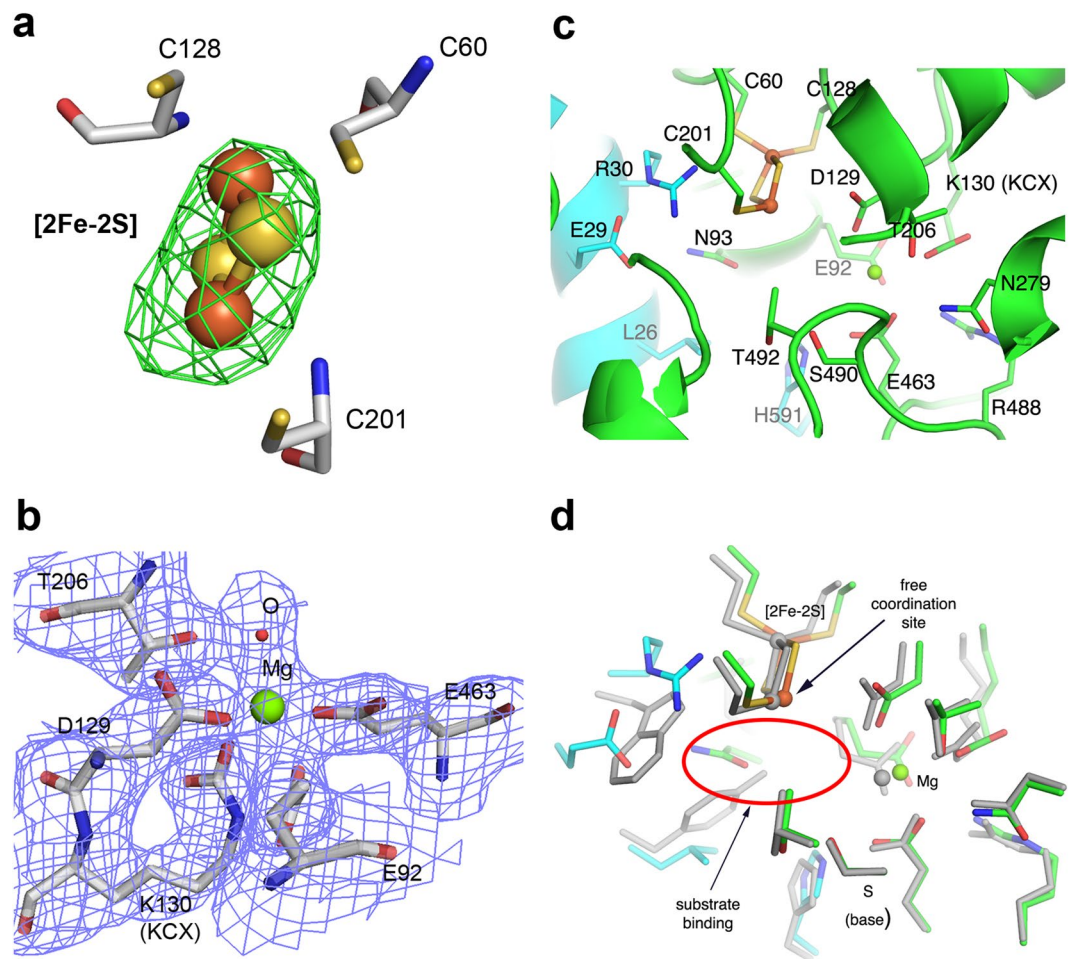 a
C128
C60
[2Fe-2S]
C201
b
T206
O
Mg
E463
D129
E92
K130
(KCX)
c
C60
C128
C201
R30
D129
K130 (KCX)
E29
N93
T206
E92
N279
L26
T492
S490
E463
H591
R488
d
[2Fe-2S]
free
coordination
site
Mg
substrate
binding
S
(base)